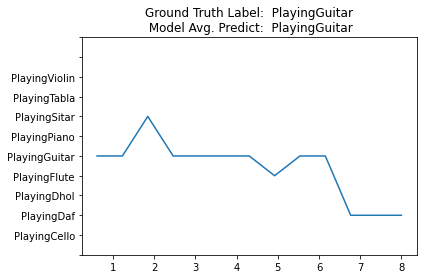 Ground Truth Label:  PlayingGuitar
Model Avg. Predict:  PlayingGuitar
PlayingViolin
PlayingTabla
PlayingSitar
PlayingPiano
PlayingGuitar
PlayingFlute
PlayingDhol
PlayingDaf
PlayingCello
1 2 3 4 5 6 7 8